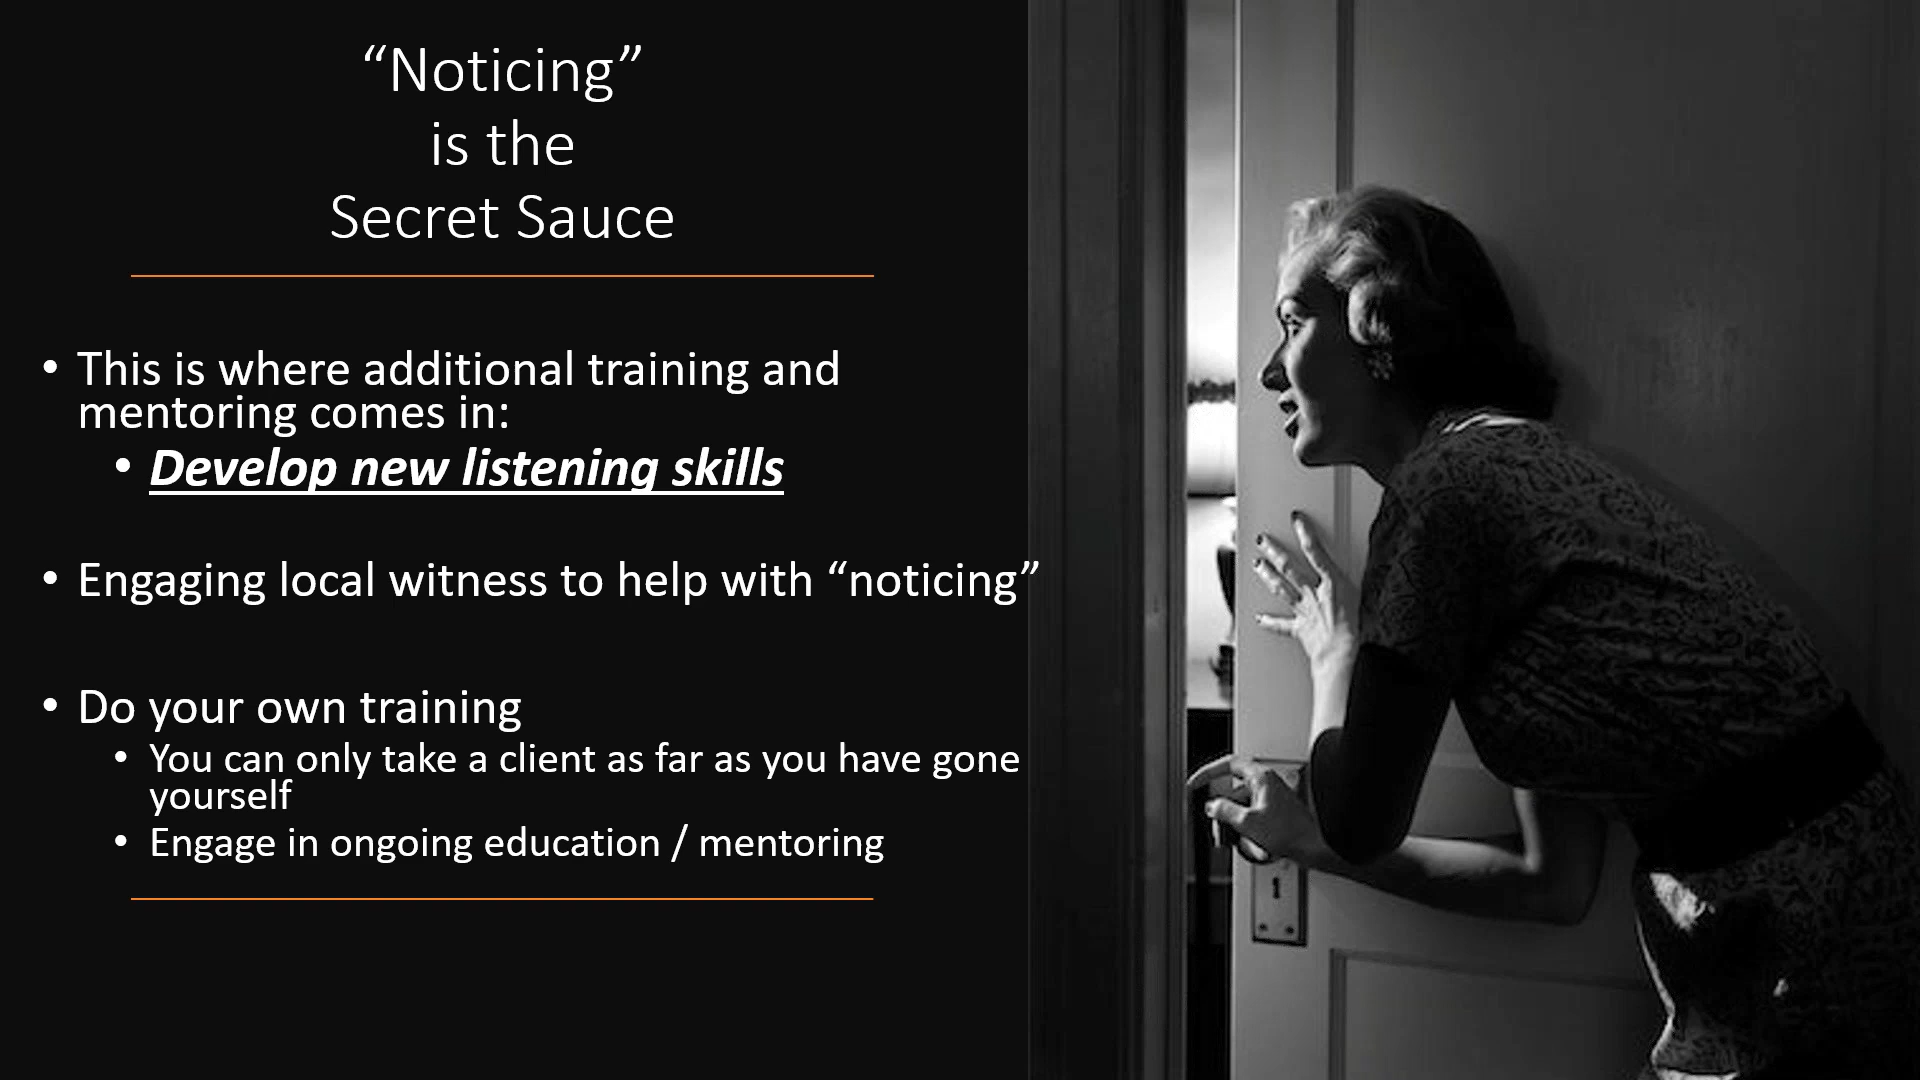 “Noticing”
is the
Secret Sauce
• This is where additional training and
mentoring comes in:
• Develop new listening skills
• Engaging local witness to help with “noticing”
• Do your own training
• You can only take a client as far as you have gone
yourself
• Engage in ongoing education / mentoring